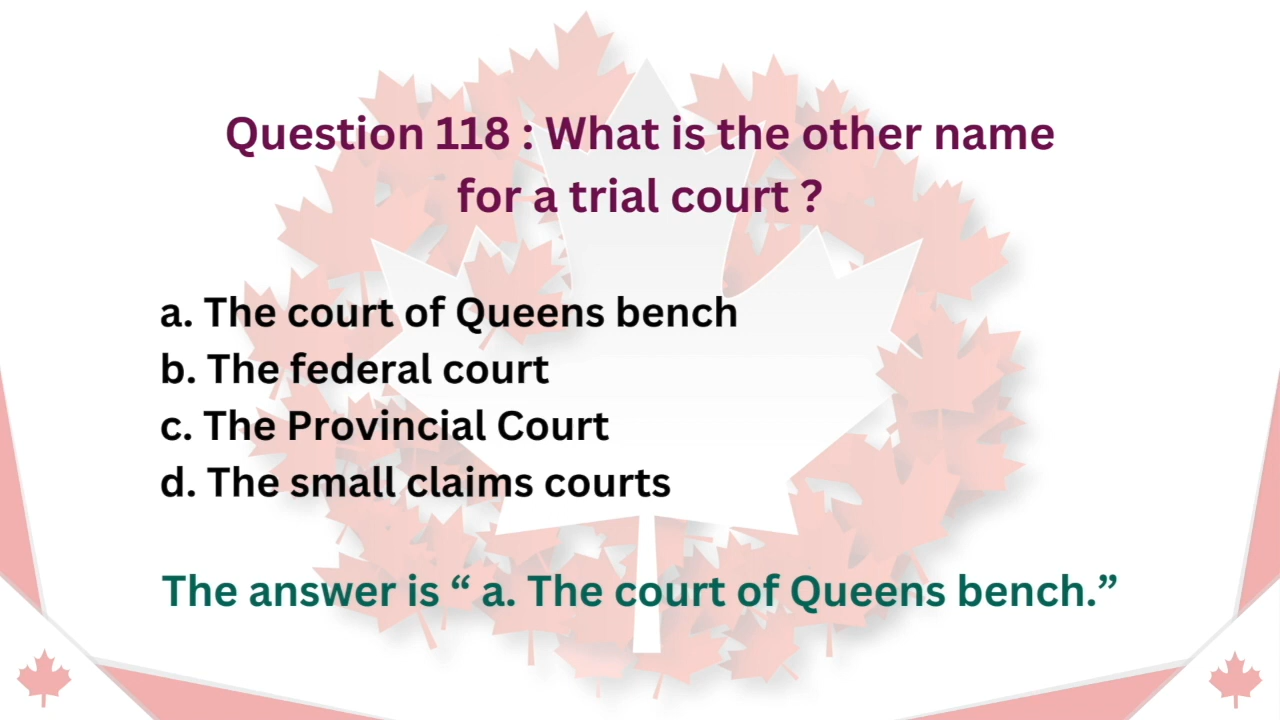 Question 118 : What is the other name
for a trial court ?
a. The court of Queens bench
b. The federal court
c. The Provincial Court
d. The small claims courts
The answer is “ a. The court of Queens bench.”